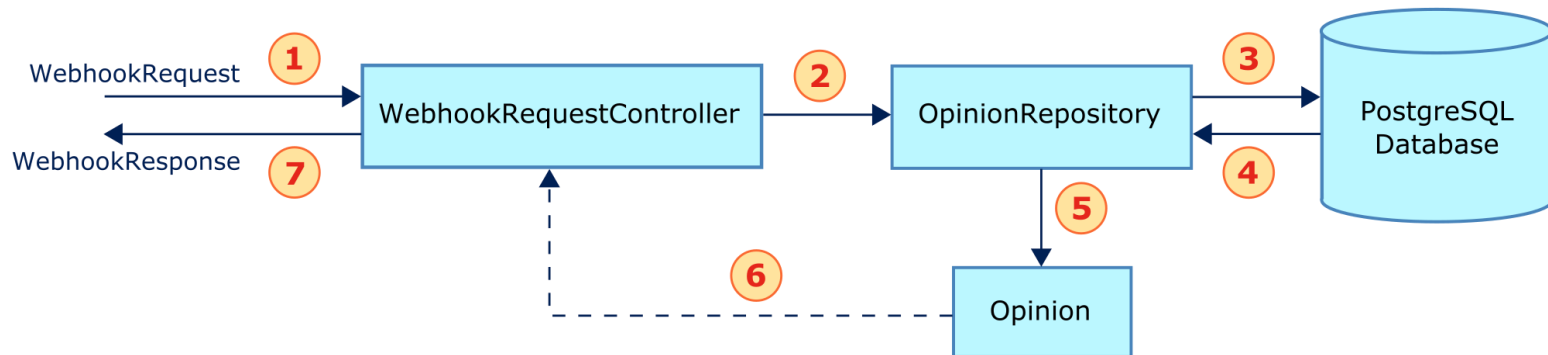 1
WebhookRequest
WebhookRequestController
2
OpinionRepository
3
PostgreSQL
Database
WebhookResponse
7
4
5
6
Opinion